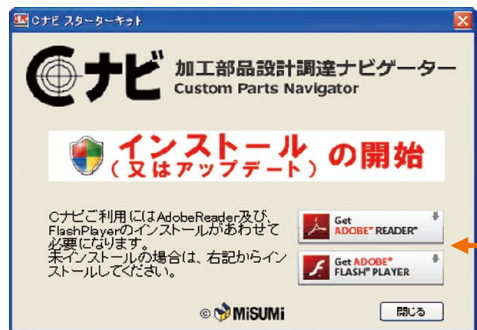 Cナビ スターターキット
Cナビ 加工部品設計調達ナビゲーター
Custom Parts Navigator
インストール の開始
(又はアップデート)
Cナビご利用にはAdobeReader及び、
FlashPlayerのインストールがあわせて
必要になります。
未インストールの場合は、右記からイン
ストールしてください。
Get
ADOBE® READER®
Get ADOBE®
FLASH® PLAYER
© MiSUMi
閉じる